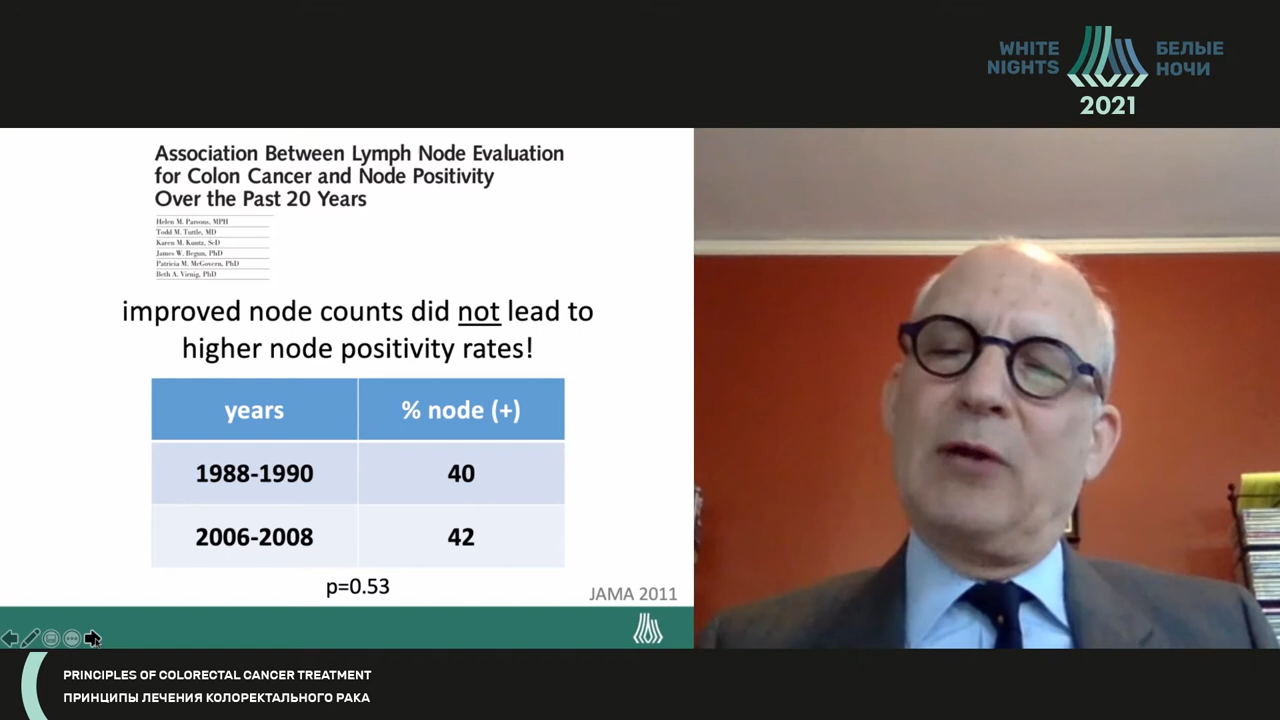 WHITE
NIGHTS
БЕЛЫЕ
НОЧИ
2021
Association Between Lymph Node Evaluation
for Colon Cancer and Node Positivity
Over the Past 20 Years
Helen M. Parsons, MPH
Todd M. Tuttle, MD
Karen M. Kuntz, ScD
James W. Begun, PhD
Patricia M. McGovern, PhD
Beth A. Virnig, PhD
improved node counts did not lead to
higher node positivity rates!
years % node (+)
1988-1990 40
2006-2008 42
p=0.53
JAMA 2011
PRINCIPLES OF COLORECTAL CANCER TREATMENT
ПРИНЦИПЫ ЛЕЧЕНИЯ КОЛОРЕКТАЛЬНОГО РАКА